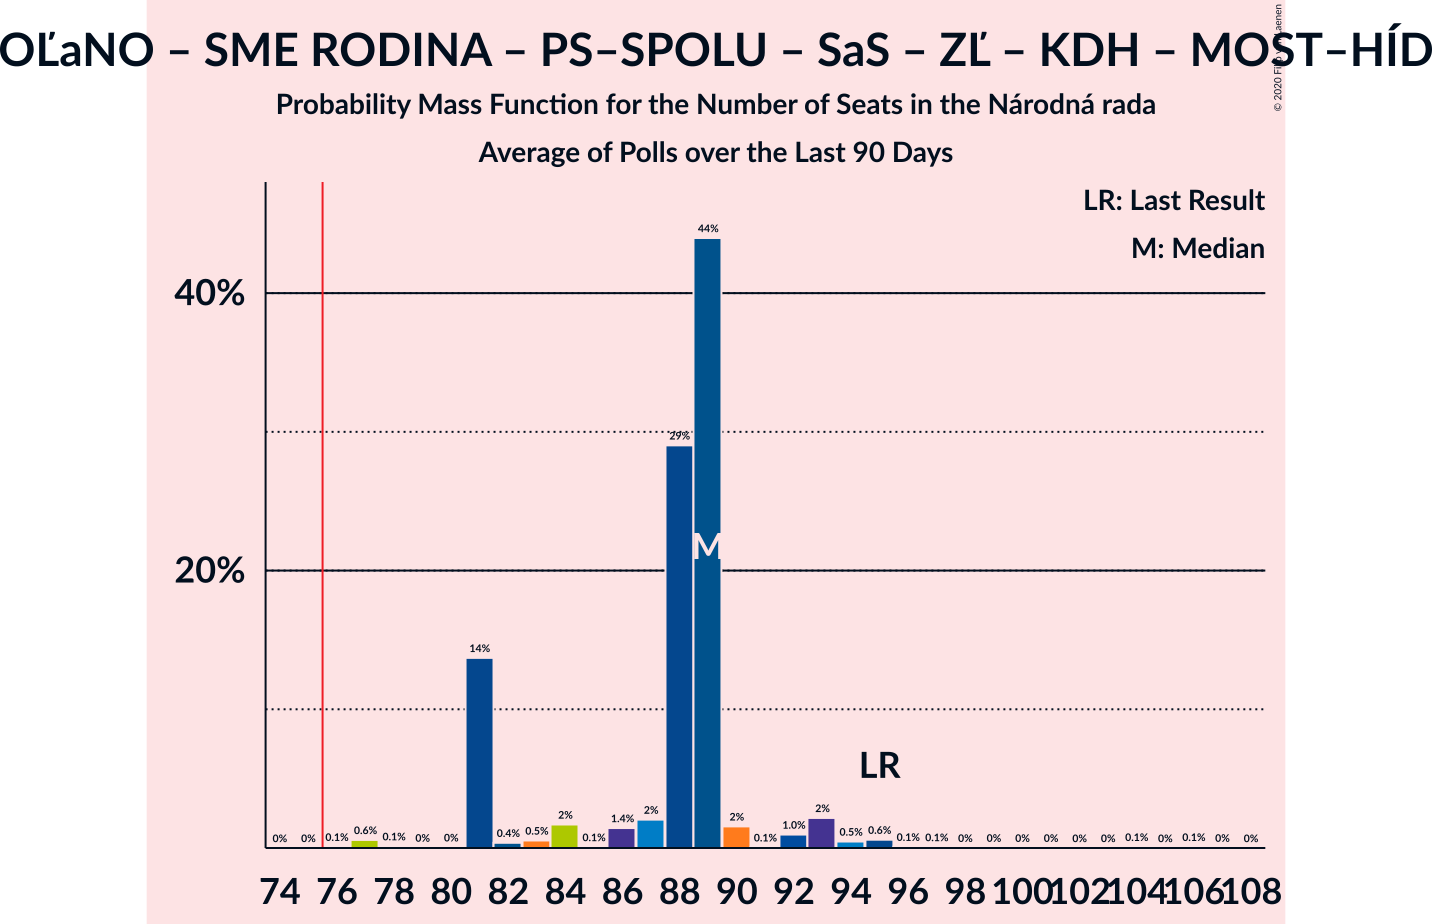 OĽaNO – SME RODINA – PS–SPOLU – SaS – ZĽ – KDH – MOST–HÍD
Probability Mass Function for the Number of Seats in the Národná rada
Average of Polls over the Last 90 Days
© 2020 Filip van Laenen
LR: Last Result
M: Median
40%
20%
44%
29%
M
14%
LR
0% 0% 0.1% 0.6% 0.1% 0% 0% 0.4% 0.5% 2% 0.1% 1.4% 2% 2% 0.1% 1.0% 2% 0.5% 0.6% 0.1% 0.1% 0% 0% 0% 0% 0% 0% 0.1% 0% 0.1% 0% 0%
74 76 78 80 82 84 86 88 90 92 94 96 98 100 102 104 106 108